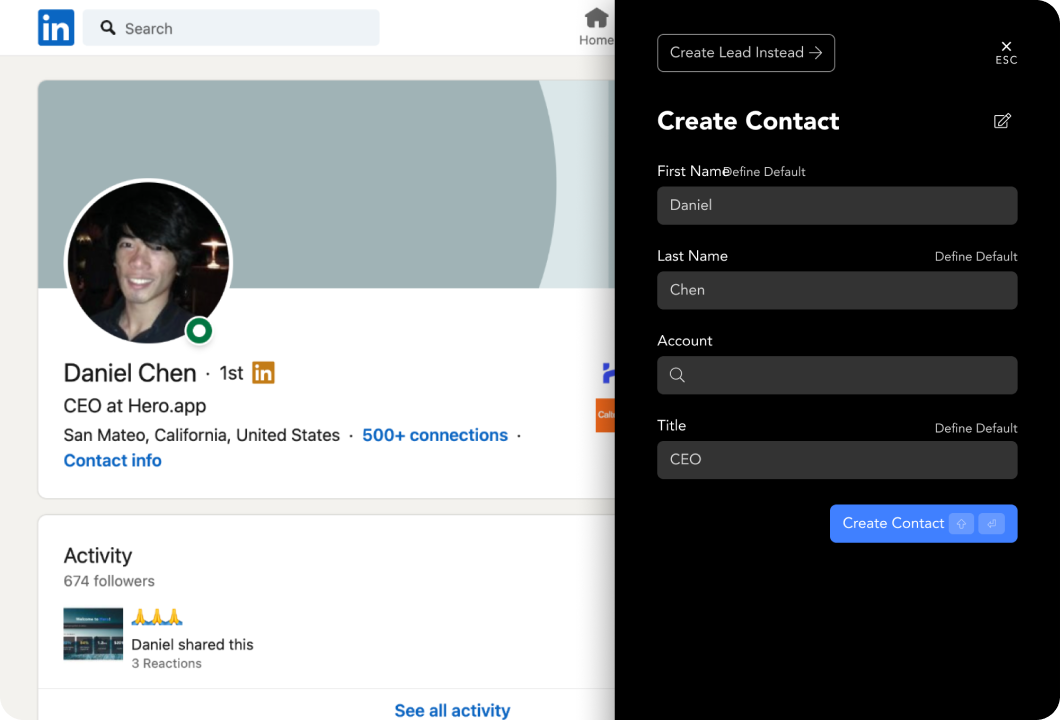 in
Search
Home
Daniel Chen · 1st in
CEO at Hero.app
San Mateo, California, United States · 500+ connections ·
Contact info
Activity
674 followers
🙏🙏🙏
Daniel shared this
3 Reactions
See all activity
Create Lead Instead →
ESC
Create Contact
First Name Define Default
Daniel
Last Name Define Default
Chen
Account
Title Define Default
CEO
Create Contact